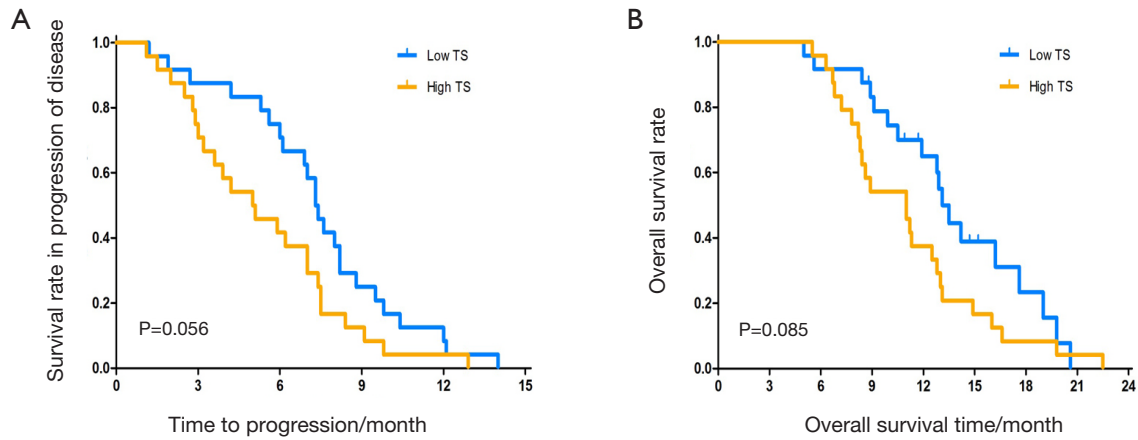 A
Survival rate in progression of disease
1.0
0.8
0.6
0.4
0.2
0.0
Low TS
High TS
P=0.056
0 3 6 9 12 15
Time to progression/month
B
Overall survival rate
1.0
0.8
0.6
0.4
0.2
0.0
Low TS
High TS
P=0.085
0 3 6 9 12 15 18 21 24
Overall survival time/month